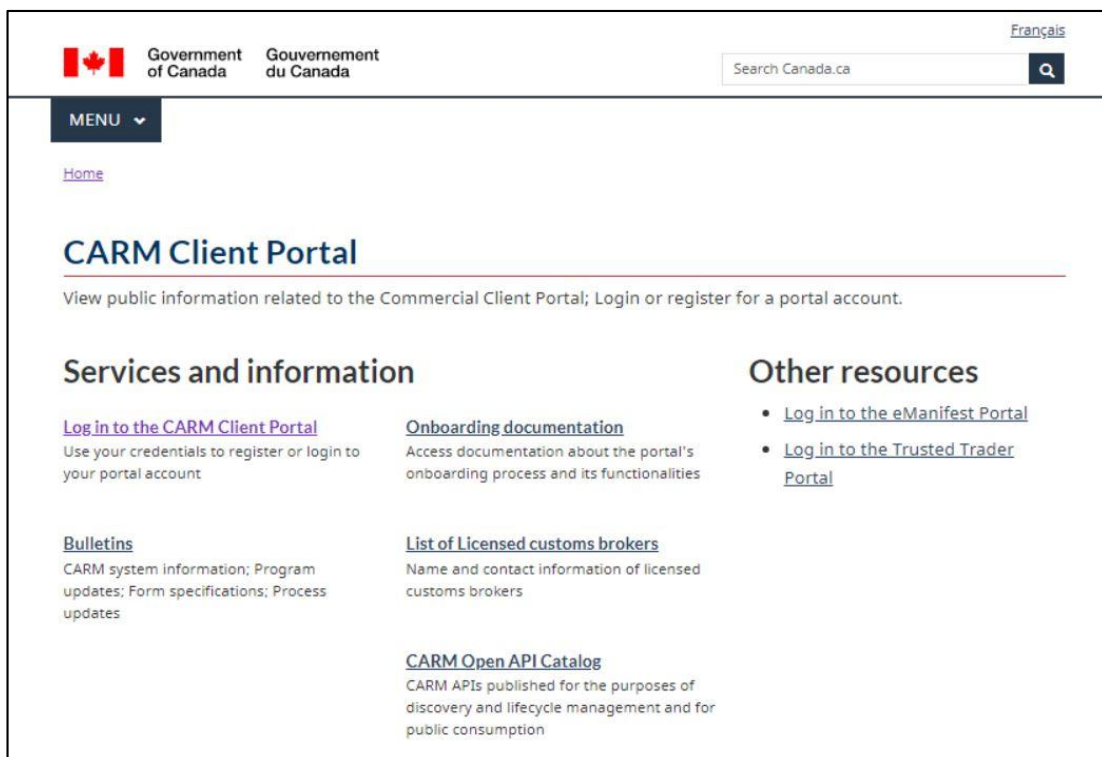 Français
Government of Canada
Gouvernement du Canada
Search Canada.ca
MENU
Home
CARM Client Portal
View public information related to the Commercial Client Portal; Login or register for a portal account.
Services and information
Log in to the CARM Client Portal
Use your credentials to register or login to
your portal account
Onboarding documentation
Access documentation about the portal's
onboarding process and its functionalities
Bulletins
CARM system information; Program
updates; Form specifications; Process
updates
List of Licensed customs brokers
Name and contact information of licensed
customs brokers
CARM Open API Catalog
CARM APIs published for the purposes of
discovery and lifecycle management and for
public consumption
Other resources
Log in to the eManifest Portal
Log in to the Trusted Trader
Portal